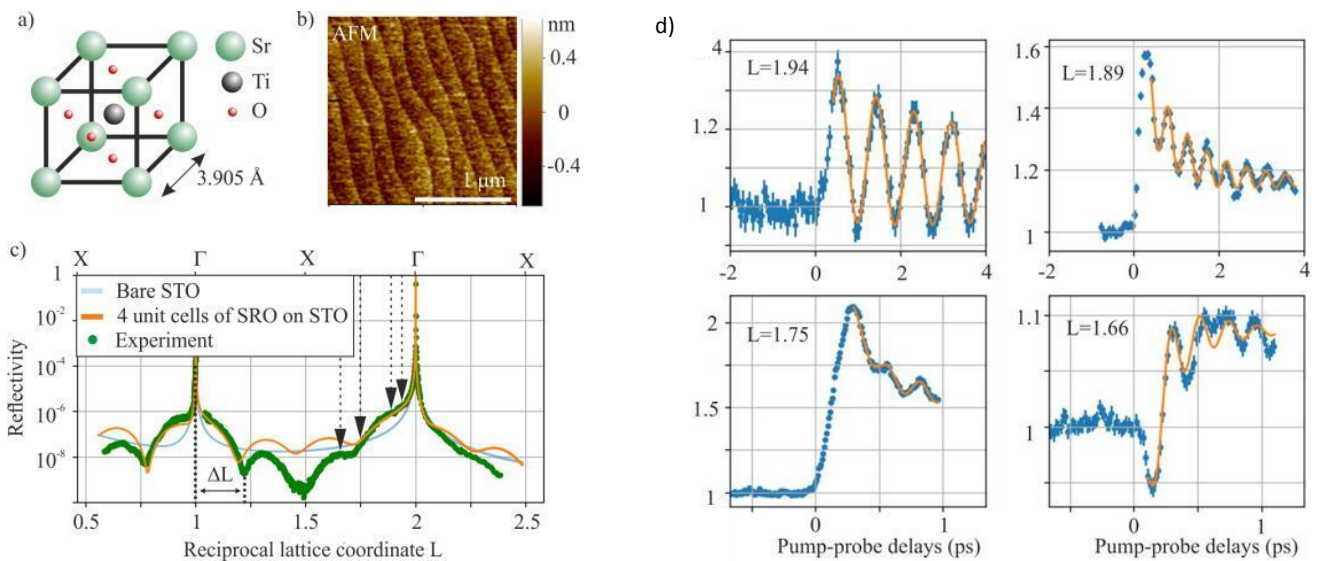 a)
Sr
Ti
O
3.905 Å
b)
AFM
1 µm
nm
0.4
0
-0.4
c)
X Γ X Γ X
Bare STO
4 unit cells of SRO on STO
Experiment
ΔL
1
10⁻²
10⁻⁴
10⁻⁶
10⁻⁸
Reflectivity
0.5 1 1.5 2 2.5
Reciprocal lattice coordinate L
d)
L=1.94
4
1.2
1
-2 0 2 4
L=1.89
1.6
1.4
1.2
1
-2 0 2 4
L=1.75
2
1.5
1
0 1
Pump-probe delays (ps)
L=1.66
1.1
1
0 1
Pump-probe delays (ps)